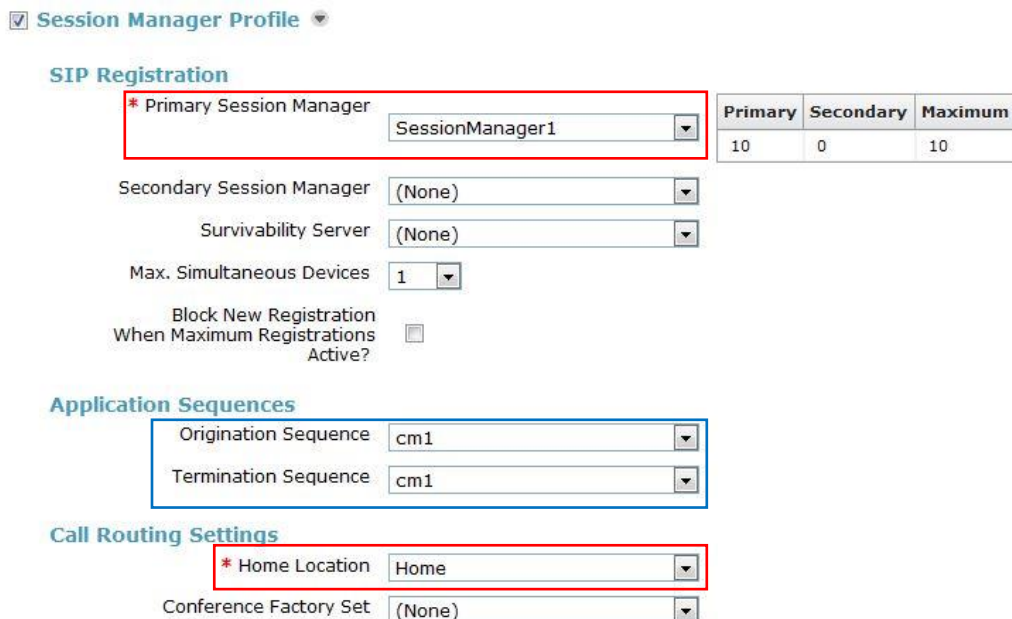 Session Manager Profile
SIP Registration
* Primary Session Manager
SessionManager1
Primary Secondary Maximum
10 0 10
Secondary Session Manager (None)
Survivability Server (None)
Max. Simultaneous Devices 1
Block New Registration
When Maximum Registrations
Active?
Application Sequences
Origination Sequence cm1
Termination Sequence cm1
Call Routing Settings
* Home Location Home
Conference Factory Set (None)